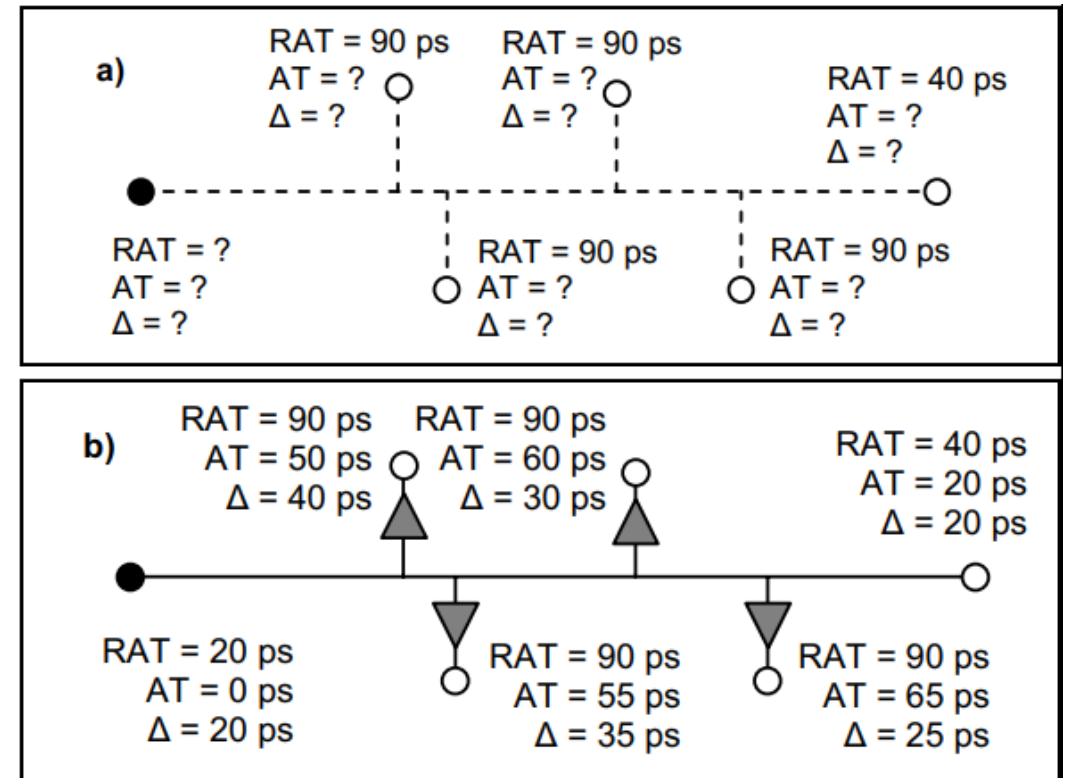 a)
RAT = 90 ps
AT = ?
Δ = ?
RAT = 90 ps
AT = ?
Δ = ?
RAT = 40 ps
AT = ?
Δ = ?
RAT = ?
AT = ?
Δ = ?
RAT = 90 ps
AT = ?
Δ = ?
RAT = 90 ps
AT = ?
Δ = ?
b)
RAT = 90 ps
AT = 50 ps
Δ = 40 ps
RAT = 90 ps
AT = 60 ps
Δ = 30 ps
RAT = 40 ps
AT = 20 ps
Δ = 20 ps
RAT = 20 ps
AT = 0 ps
Δ = 20 ps
RAT = 90 ps
AT = 55 ps
Δ = 35 ps
RAT = 90 ps
AT = 65 ps
Δ = 25 ps